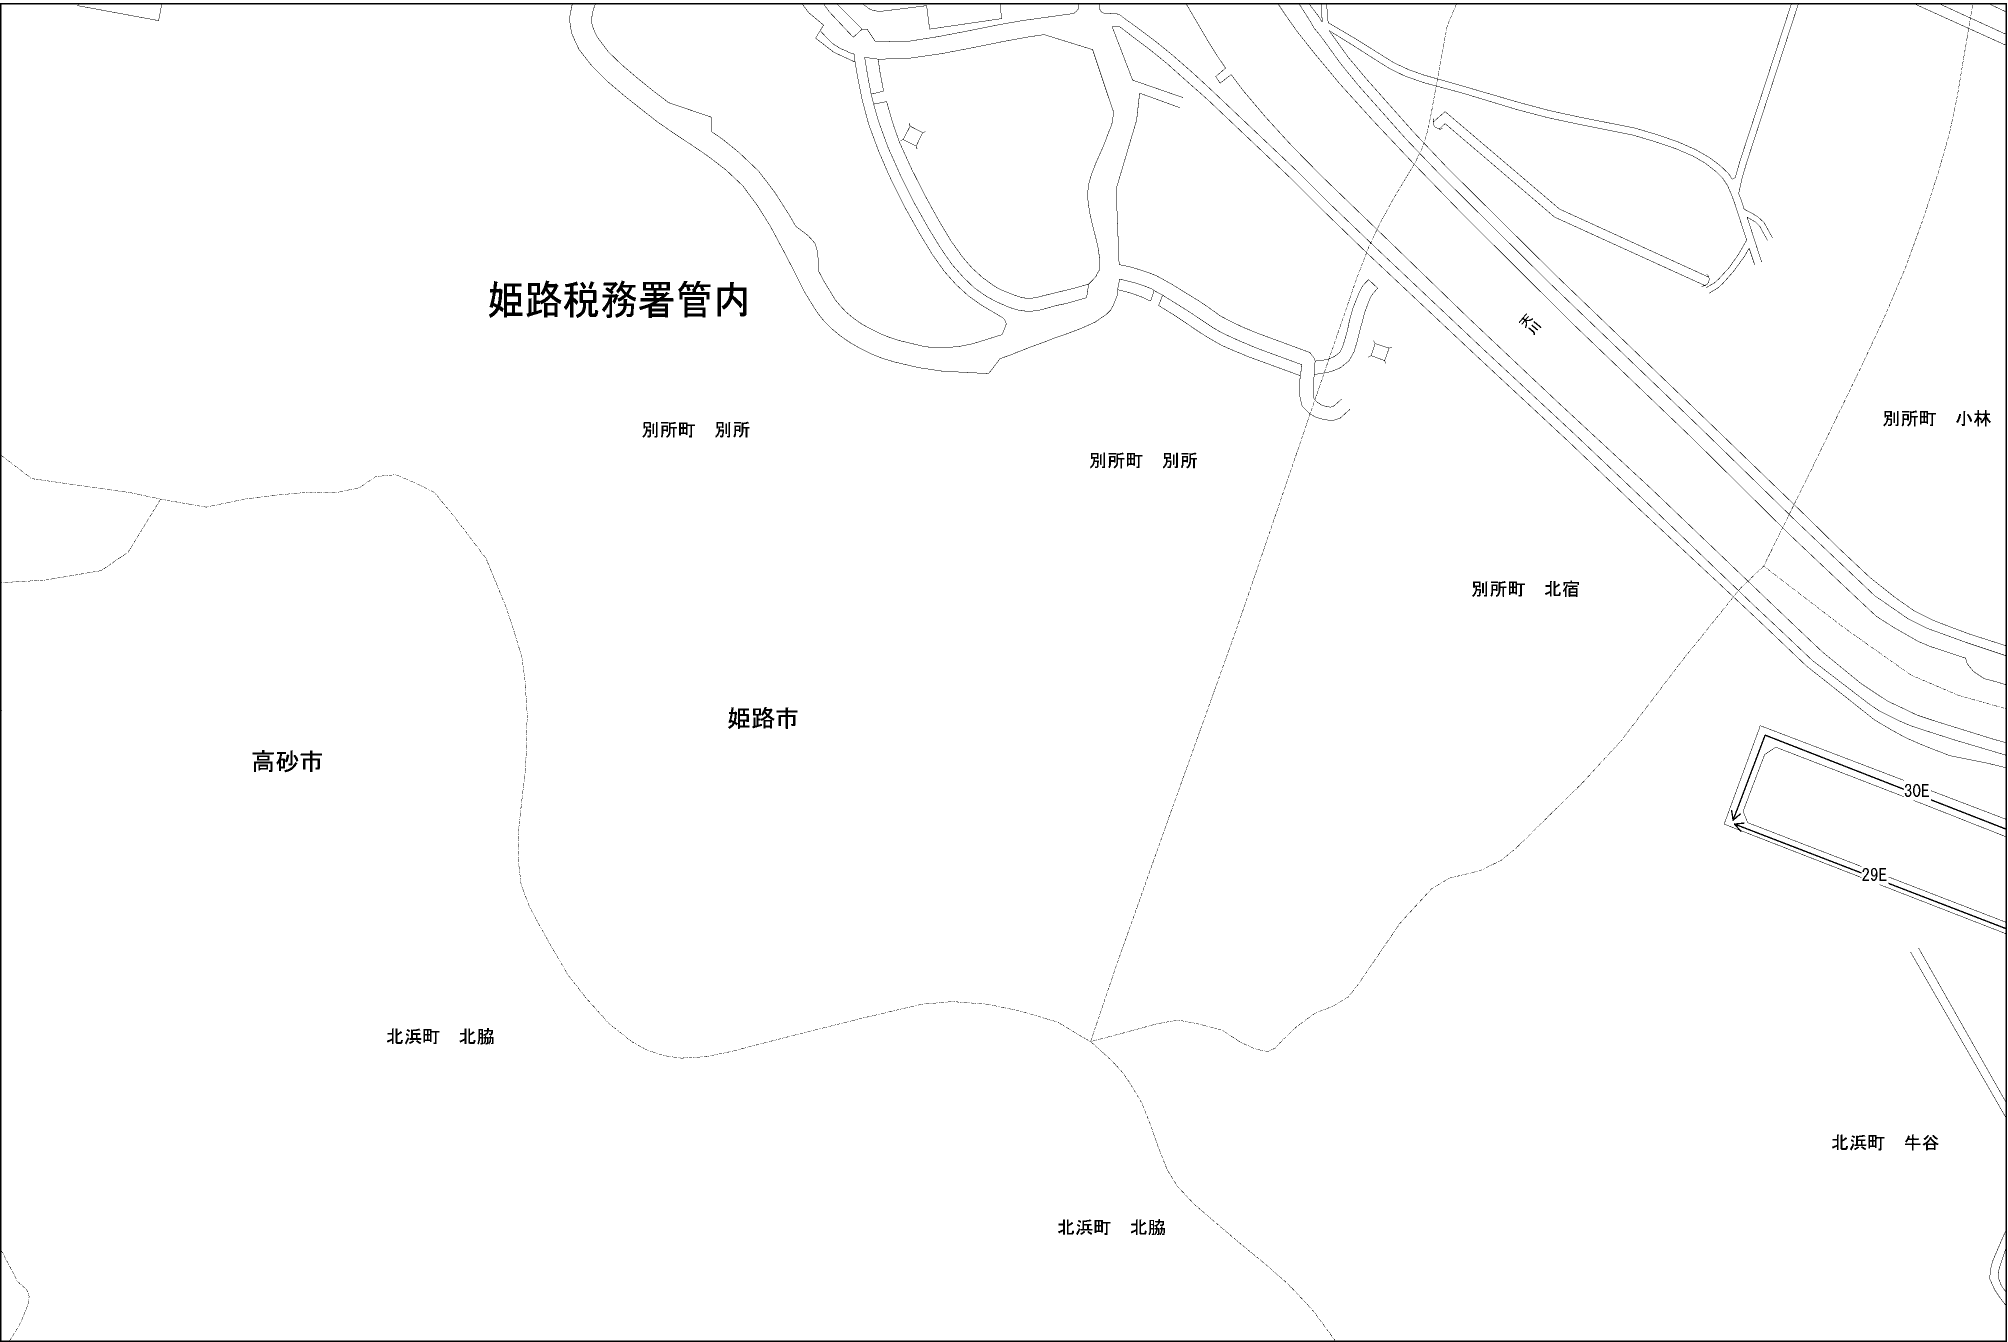 姫路税務署管内
天川
別所町　小林
別所町　別所
別所町　別所
別所町　北宿
姫路市
高砂市
30E
29E
北浜町　北脇
北浜町　牛谷
北浜町　北脇